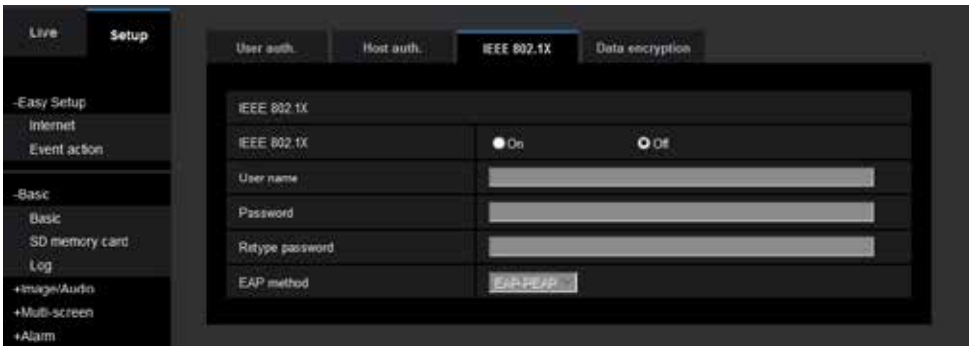 Live
Setup
User auth.
Host auth.
IEEE 802.1X
Data encryption
-Easy Setup
Internet
Event action
-Basic
Basic
SD memory card
Log
+Image/Audio
+Multi-screen
+Alarm
IEEE 802.1X
IEEE 802.1X
On
Off
User name
Password
Retype password
EAP method
EAP-PEAP